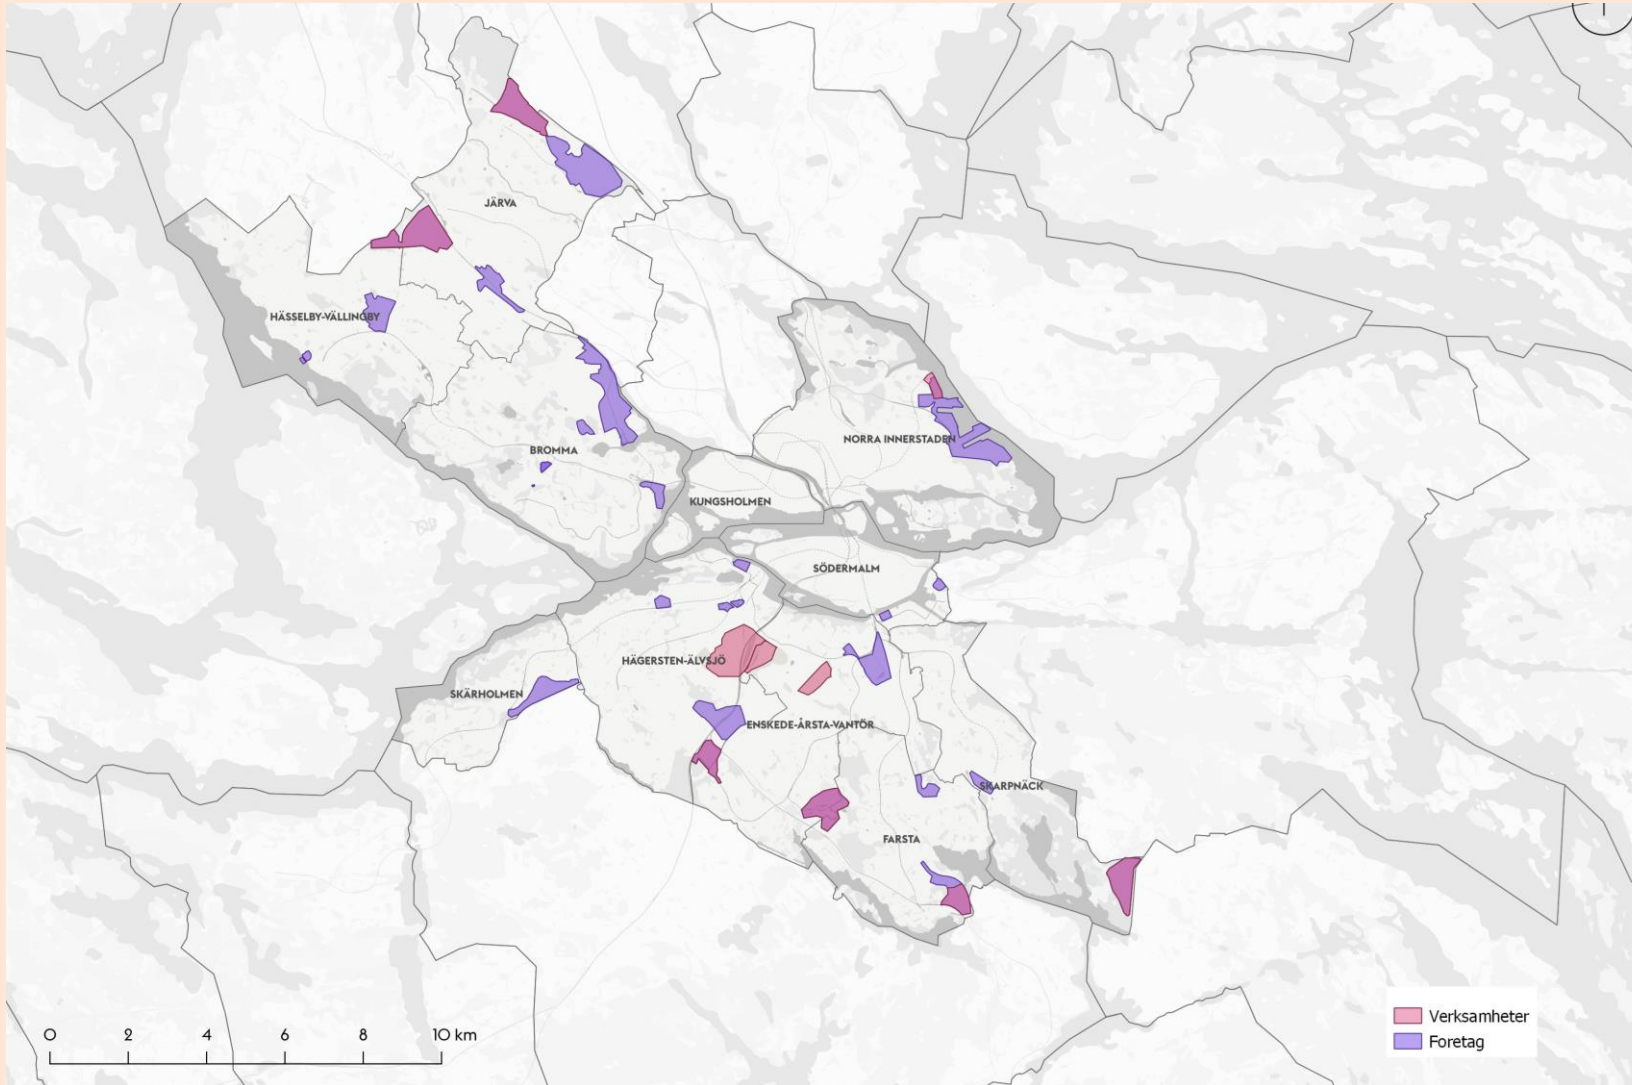 JÄRVA
HÄSSELBY-VÄLLINGBY
NORRA INNERSTADEN
BROMMA
KUNGSHOLMEN
SÖDERMALM
HÄGERSTEN-ÄLVSJÖ
SKÄRHOLMEN
ENSKEDE-ÅRSTA-VANTÖR
SKARPNÄCK
FARSTA
Verksamheter
Foretag
0 2 4 6 8 10 km